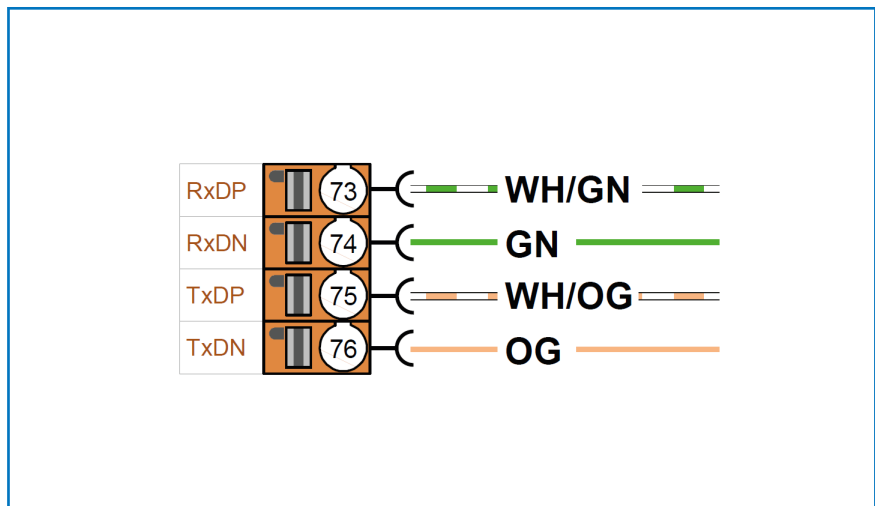 RxDP 73 WH/GN
RxDN 74 GN
TxDP 75 WH/OG
TxDN 76 OG